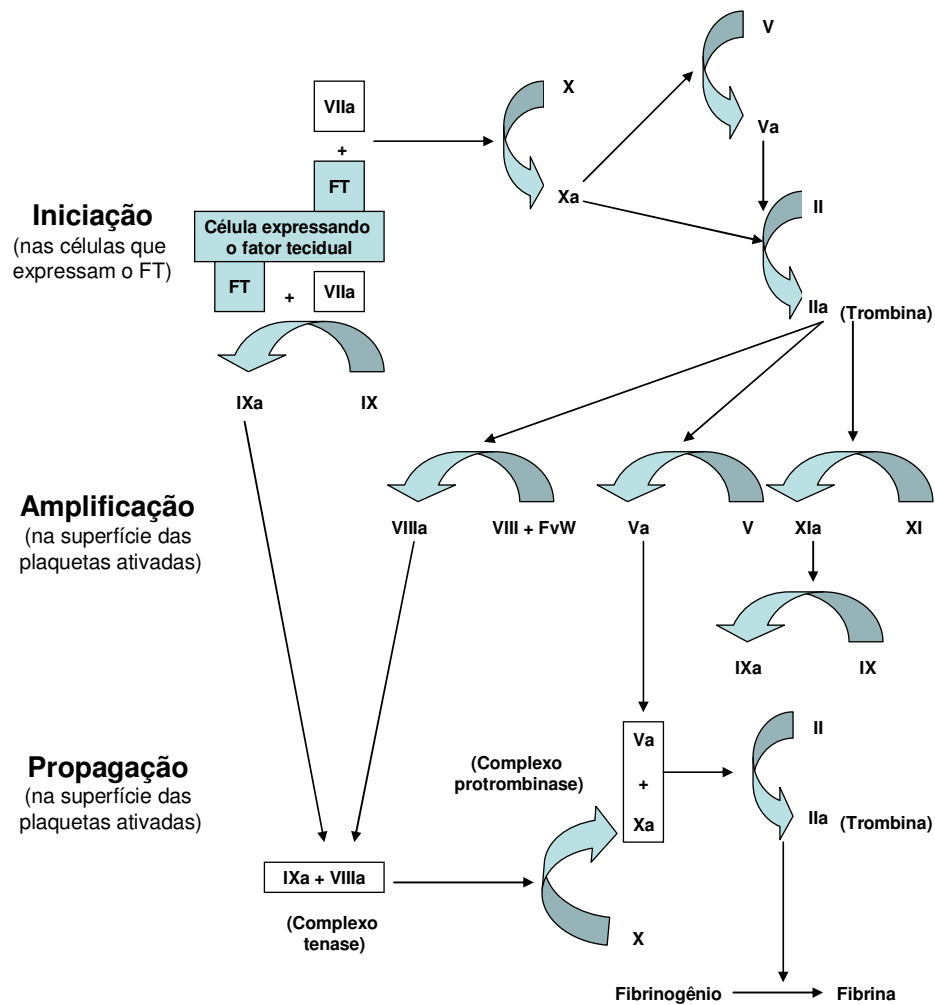 V
VIIa
X
+
Va
FT
Xa
II
Iniciação
(nas células que
expressam o FT)
Célula expressando
o fator tecidual
FT
+
VIIa
IIa
(Trombina)
IXa
IX
Amplificação
(na superfície das
plaquetas ativadas)
VIIIa
VIII + FvW
Va
V
XIa
XI
IXa
IX
Propagação
(na superfície das
plaquetas ativadas)
(Complexo
protrombinase)
Va
+
Xa
II
IIa
(Trombina)
IXa + VIIIa
(Complexo
tenase)
X
Fibrinogênio
Fibrina